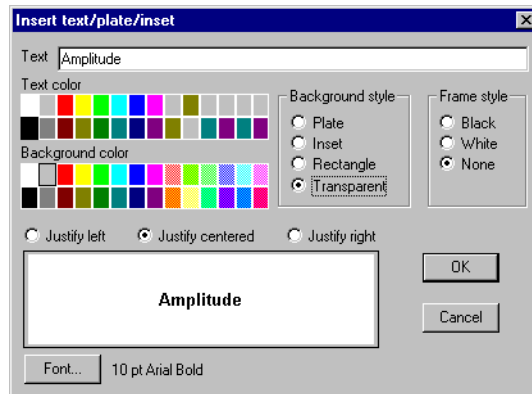 Insert text/plate/inset
Text Amplitude
Text color
Background color
Background style
Plate
Inset
Rectangle
Transparent
Frame style
Black
White
None
Justify left Justify centered Justify right
Amplitude
OK
Cancel
Font... 10 pt Arial Bold